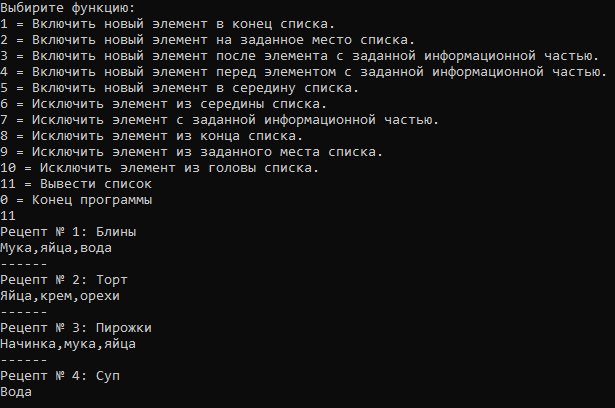 Выбирите функцию:
1 = Включить новый элемент в конец списка.
2 = Включить новый элемент на заданное место списка.
3 = Включить новый элемент после элемента с заданной информационной частью.
4 = Включить новый элемент перед элементом с заданной информационной частью.
5 = Включить новый элемент в середину списка.
6 = Исключить элемент из середины списка.
7 = Исключить элемент с заданной информационной частью.
8 = Исключить элемент из конца списка.
9 = Исключить элемент из заданного места списка.
10 = Исключить элемент из головы списка.
11 = Вывести список
0 = Конец программы
11
Рецепт № 1: Блины
Мука,яйца,вода
------
Рецепт № 2: Торт
Яйца,крем,орехи
------
Рецепт № 3: Пирожки
Начинка,мука,яйца
------
Рецепт № 4: Суп
Вода